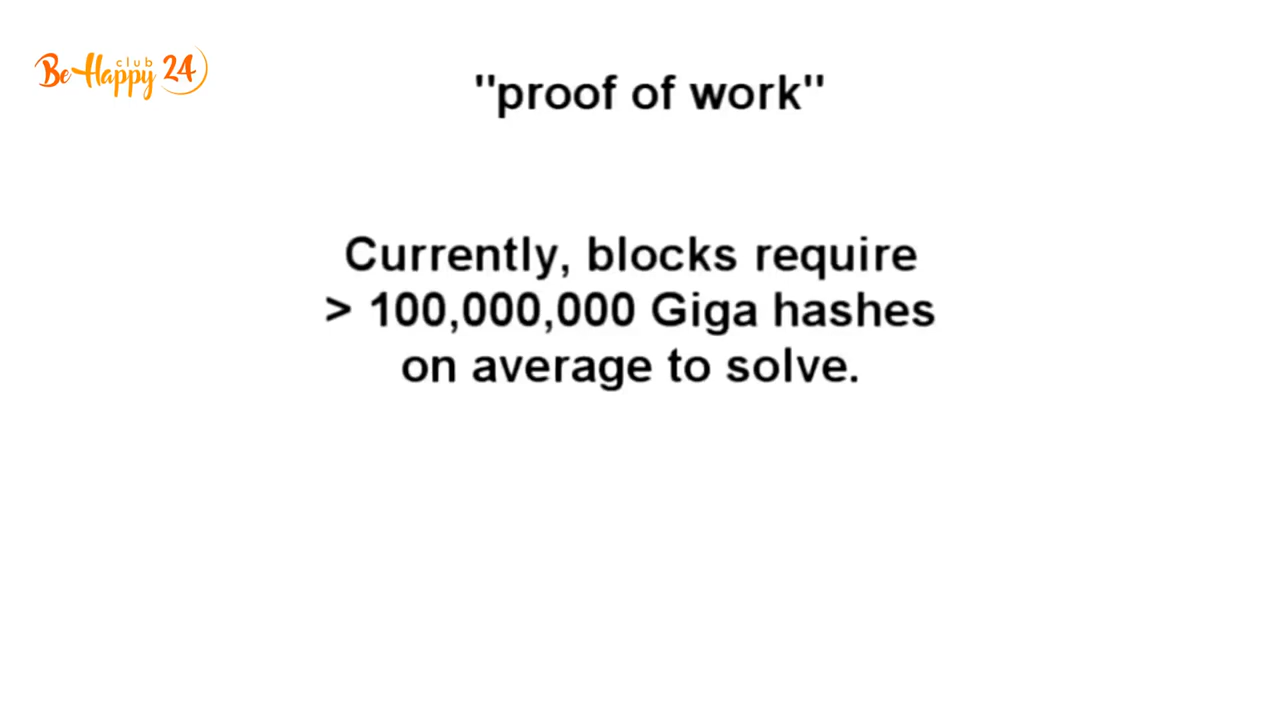 Be Happy club 24
"proof of work"
Currently, blocks require
> 100,000,000 Giga hashes
on average to solve.